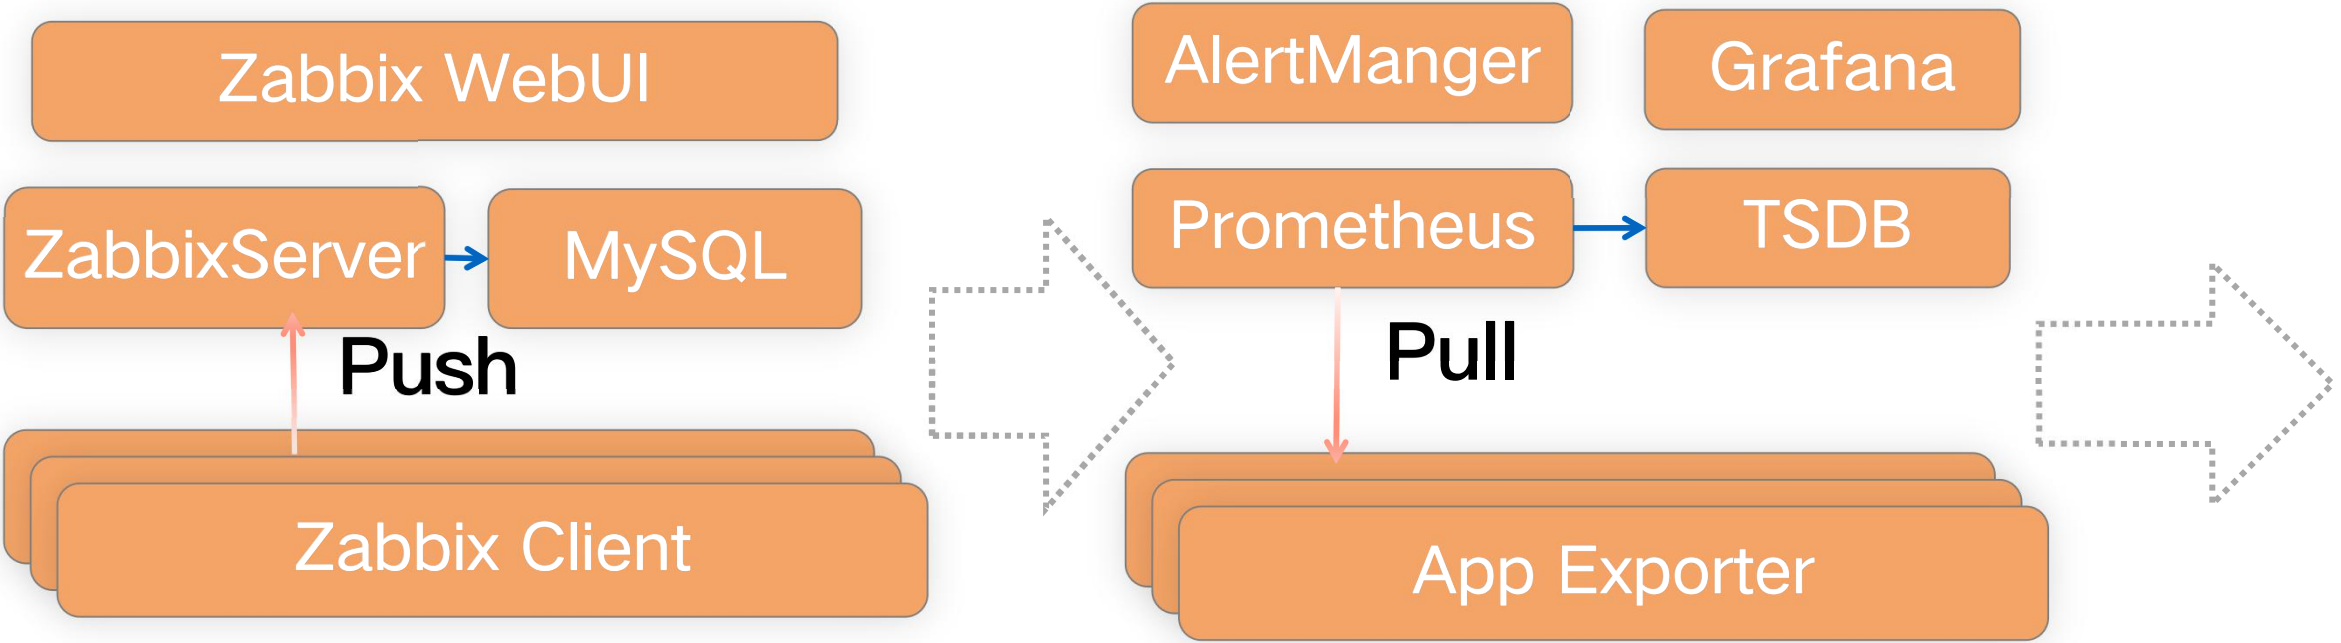 Zabbix WebUI
ZabbixServer
MySQL
Push
Zabbix Client
AlertManger
Grafana
Prometheus
TSDB
Pull
App Exporter